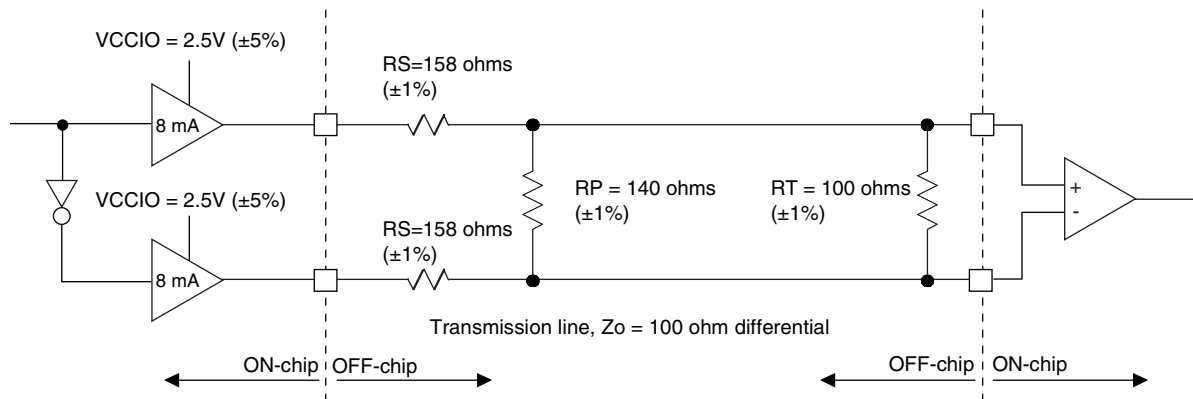 VCCIO = 2.5V (±5%)
8 mA
RS=158 ohms
(±1%)
VCCIO = 2.5V (±5%)
8 mA
RS=158 ohms
(±1%)
RP = 140 ohms
(±1%)
RT = 100 ohms
(±1%)
+
-
Transmission line, Zo = 100 ohm differential
ON-chip
OFF-chip
OFF-chip
ON-chip